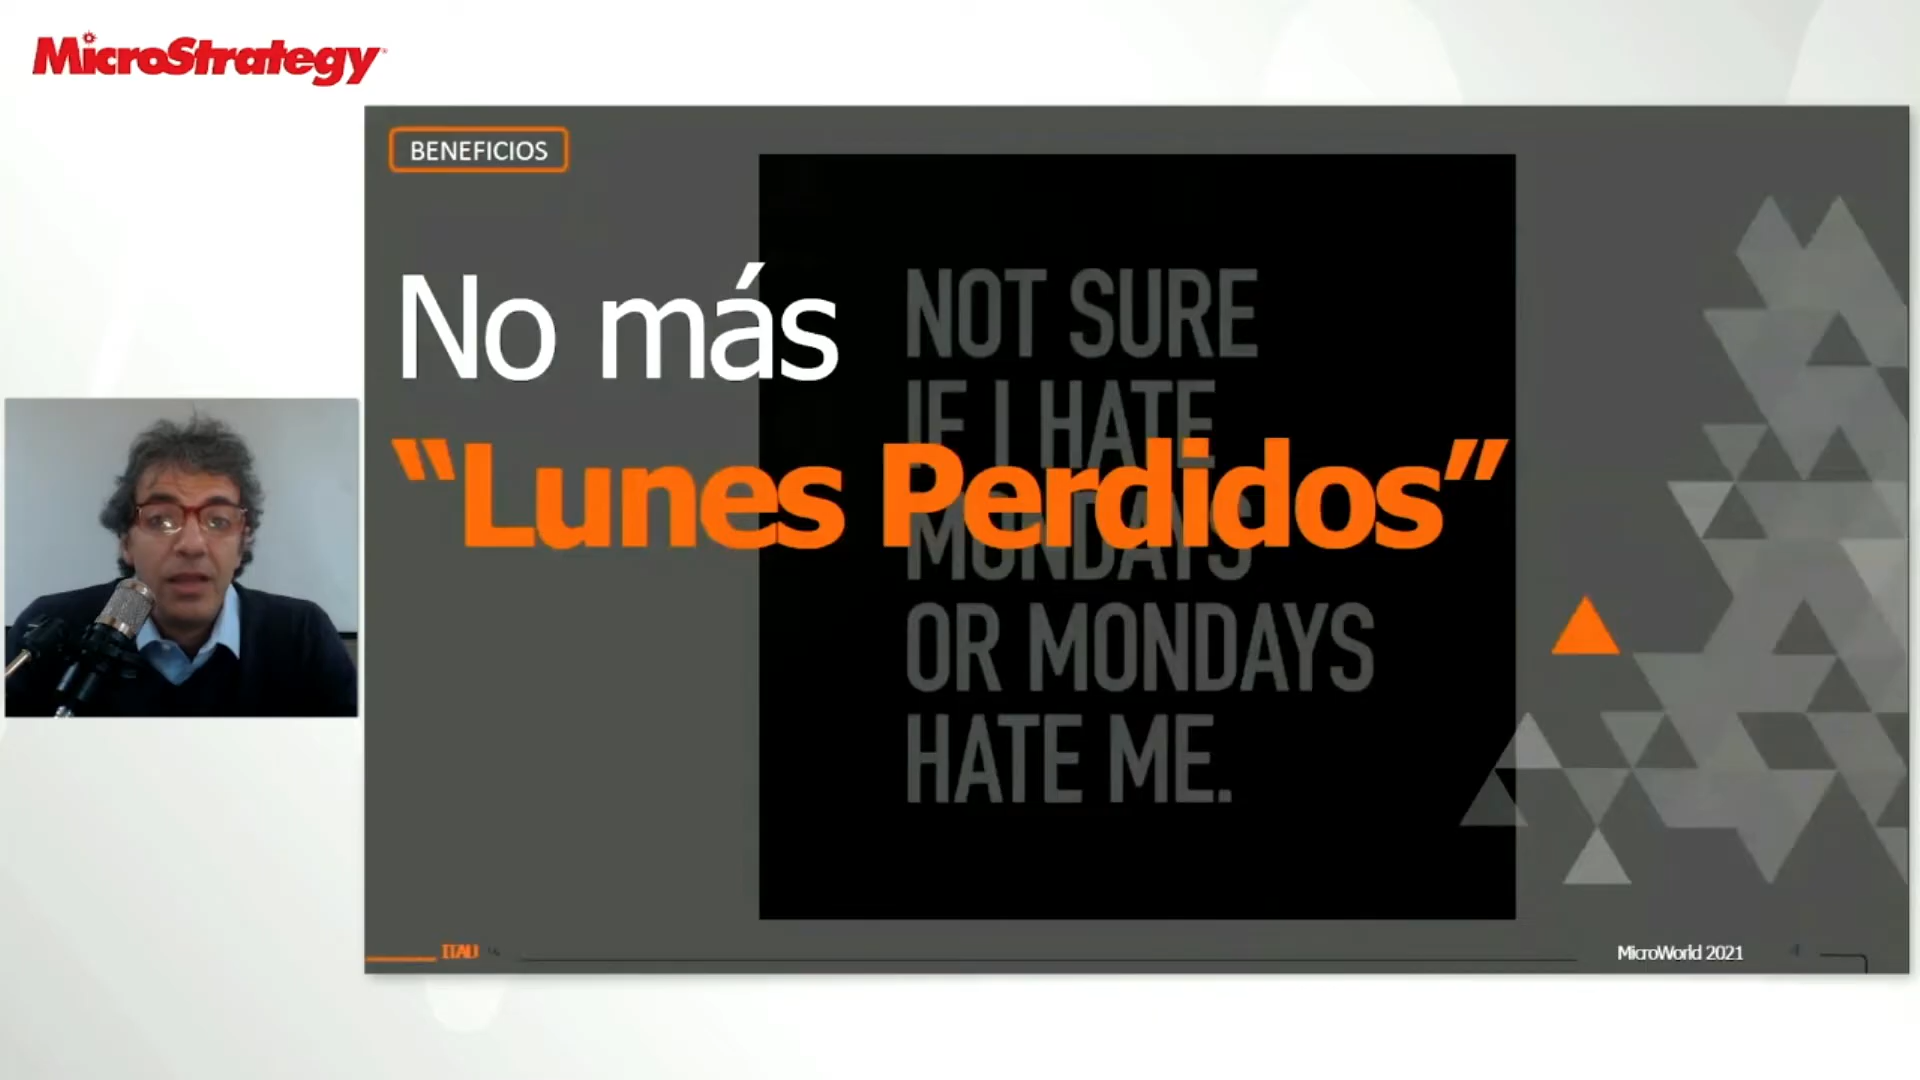 MicroStrategy
BENEFICIOS
No más
“Lunes Perdidos”
NOT SURE
IF I HATE
MONDAYS
OR MONDAYS
HATE ME.
ITAU
MicroWorld 2021